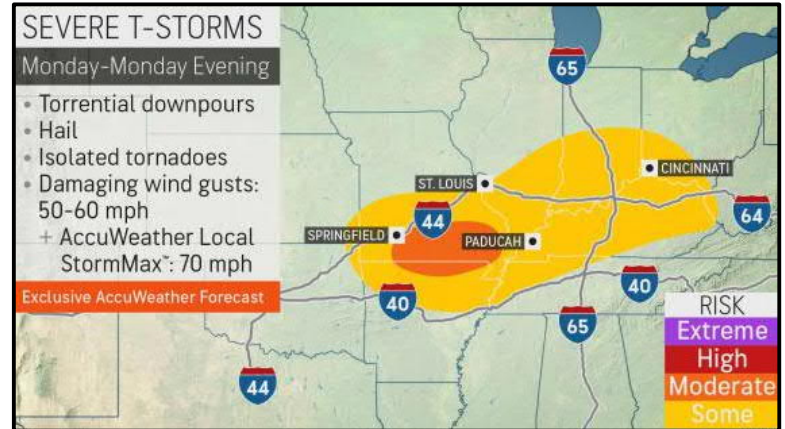 SEVERE T-STORMS
Monday-Monday Evening
• Torrential downpours
• Hail
• Isolated tornadoes
• Damaging wind gusts:
50-60 mph
+ AccuWeather Local
StormMax™: 70 mph
Exclusive AccuWeather Forecast
65
CINCINNATI
ST. LOUIS
44
64
SPRINGFIELD
PADUCAH
40
40
65
44
RISK
Extreme
High
Moderate
Some